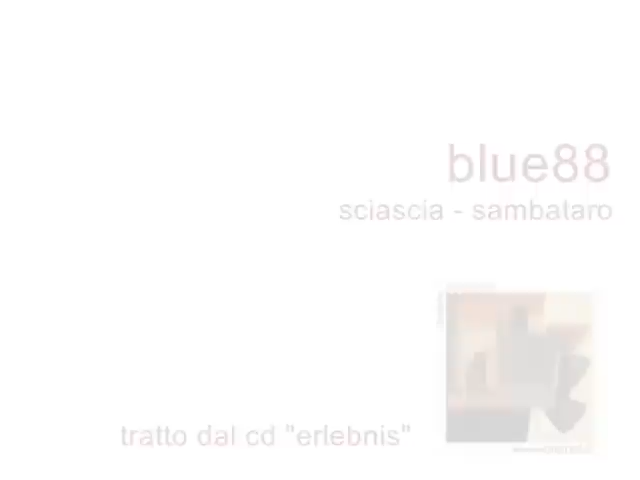 blue88
sciascia - sambataro
tratto dal cd "erlebnis"